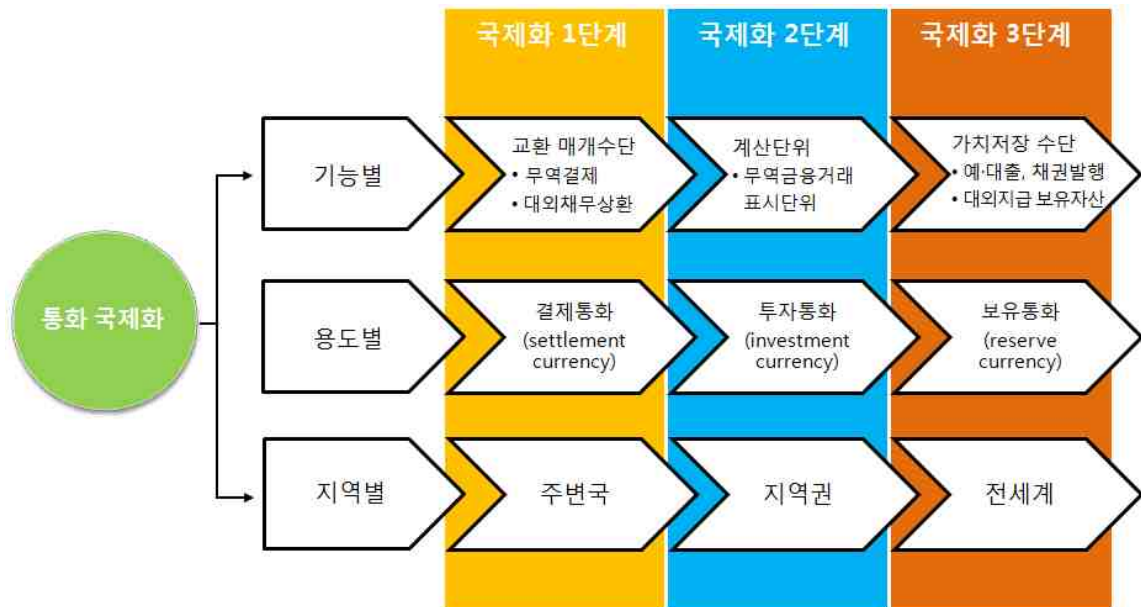 국제화 1단계
국제화 2단계
국제화 3단계
통화 국제화
기능별
교환 매개수단
• 무역결제
• 대외채무상환
계산단위
• 무역금융거래
표시단위
가치저장 수단
• 예·대출, 채권발행
• 대외지급 보유자산
용도별
결제통화
(settlement
currency)
투자통화
(investment
currency)
보유통화
(reserve
currency)
지역별
주변국
지역권
전세계